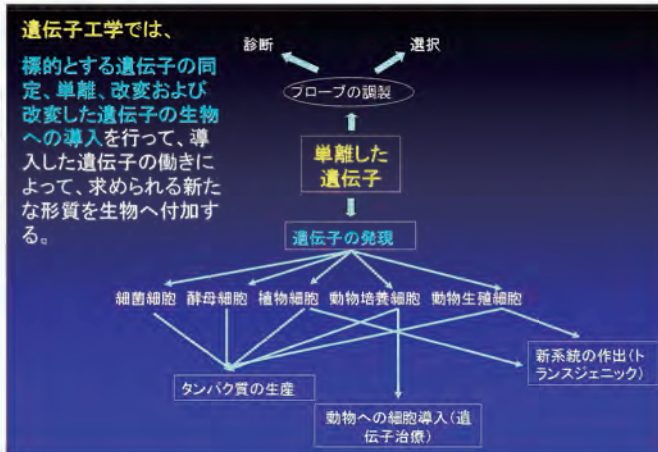 遺伝子工学では、
標的とする遺伝子の同
定、単離、改変および
改変した遺伝子の生物
への導入を行って、導
入した遺伝子の働きに
よって、求められる新た
な形質を生物へ付加す
る。
診断
選択
プローブの調製
単離した
遺伝子
遺伝子の発現
細菌細胞 酵母細胞 植物細胞 動物培養細胞 動物生殖細胞
新系統の作出(ト
ランスジェニック)
タンパク質の生産
動物への細胞導入(遺
伝子治療)